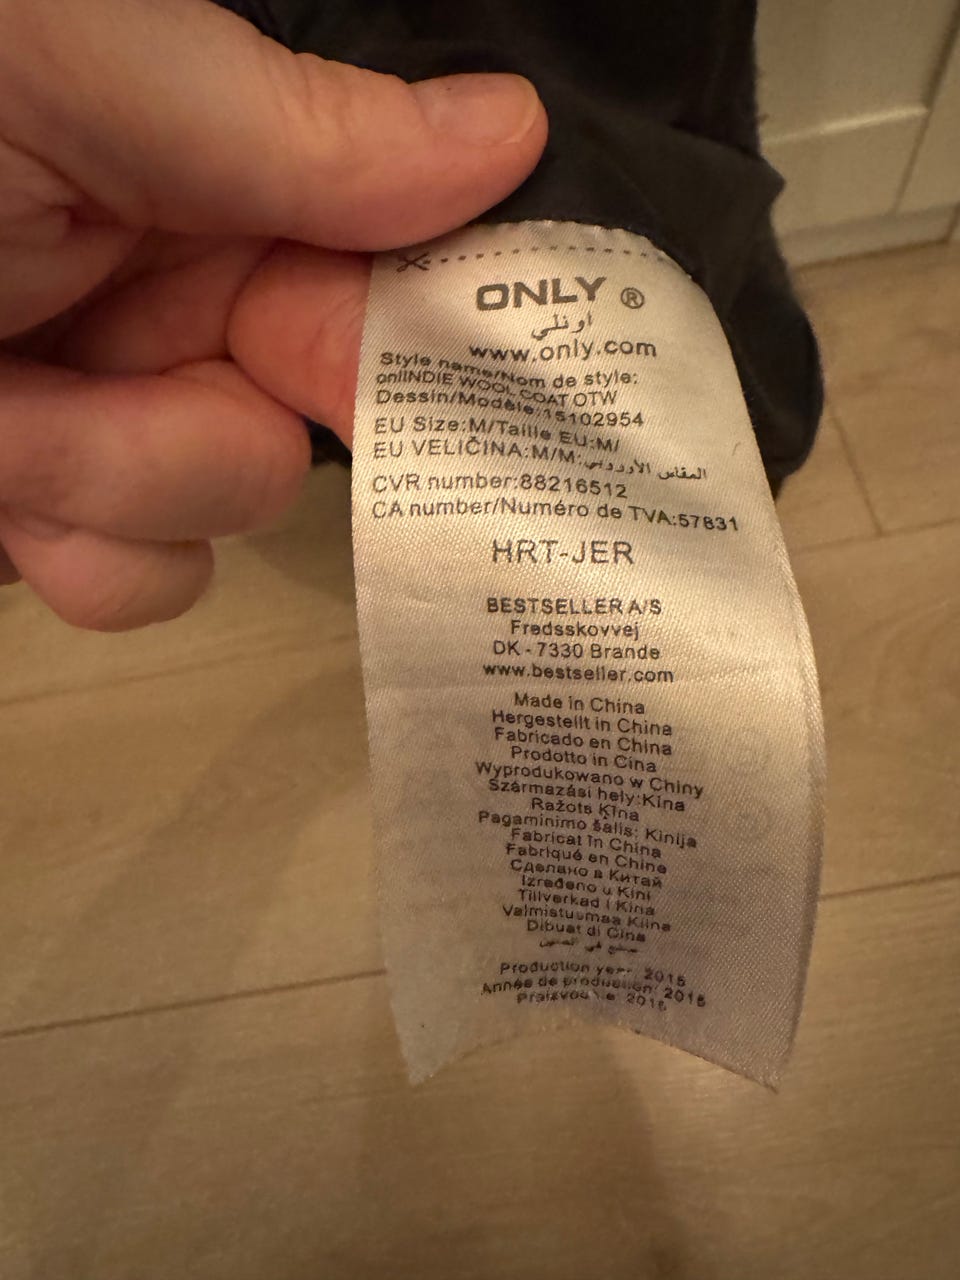 ONLY ®
اونلي
www.only.com
Style name/Nom de style:
onlINDIE WOOL COAT OTW
Dessin/Modèle:15102954
EU Size:M/Taille EU:M/
EU VELIČINA:M/M:المقاس الأوروبي
CVR number:88216512
CA number/Numéro de TVA:57831
HRT-JER
BESTSELLER A/S
Fredsskovvej
DK - 7330 Brande
www.bestseller.com
Made in China
Hergestellt in China
Fabricado en China
Prodotto in Cina
Wyprodukowano w Chiny
Származási hely:Kína
Ražots Ķīna
Pagaminimo šalis: Kinija
Fabricat în China
Fabriqué en Chine
Сделано в Китай
Izrađeno u Kini
Tillverkad i Kina
Valmistusmaa Kiina
Dibuat di Cina
صنع في الصين
Production year: 2015
Année de production: 2015
2015